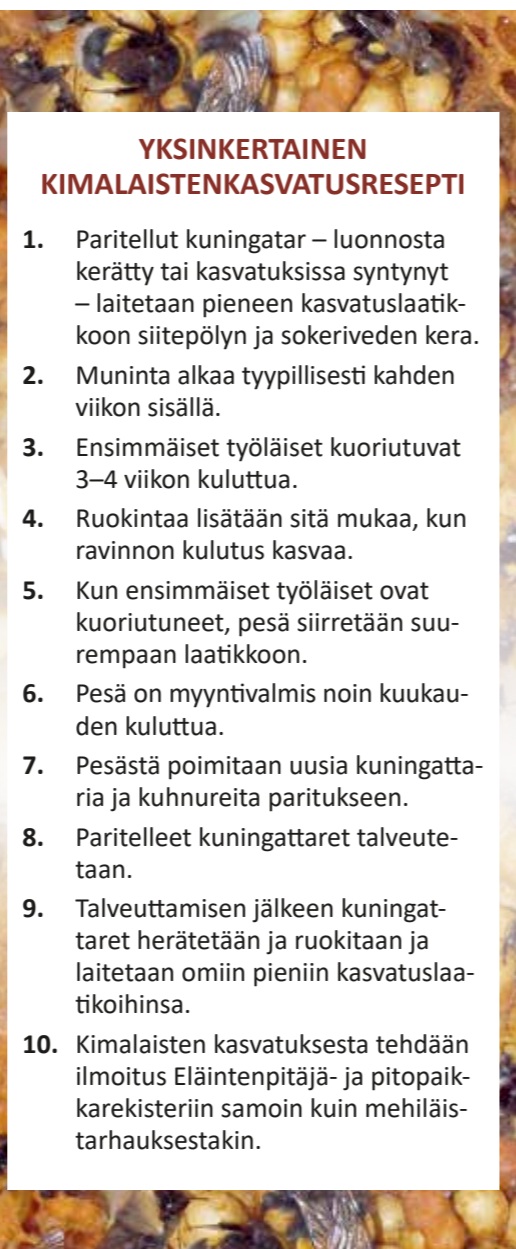 YKSINKERTAINEN
KIMALAISTENKASVATUSRESEPTI
1. Paritellut kuningatar – luonnosta
kerätty tai kasvatuksissa syntynyt
– laitetaan pieneen kasvatuslaatik-
koon siitepölyn ja sokeriveden kera.
2. Muninta alkaa tyypillisesti kahden
viikon sisällä.
3. Ensimmäiset työläiset kuoriutuvat
3–4 viikon kuluttua.
4. Ruokintaa lisätään sitä mukaa, kun
ravinnon kulutus kasvaa.
5. Kun ensimmäiset työläiset ovat
kuoriutuneet, pesä siirretään suu-
rempaan laatikkoon.
6. Pesä on myyntivalmis noin kuukau-
den kuluttua.
7. Pesästä poimitaan uusia kuningatta-
ria ja kuhnureita paritukseen.
8. Paritelleet kuningattaret talveute-
taan.
9. Talveuttamisen jälkeen kuningat-
taret herätetään ja ruokitaan ja
laitetaan omiin pieniin kasvatuslaa-
tikoihinsa.
10. Kimalaisten kasvatuksesta tehdään
ilmoitus Eläintenpitäjä- ja pitopaik-
karekisteriin samoin kuin mehiläis-
tarhauksestakin.